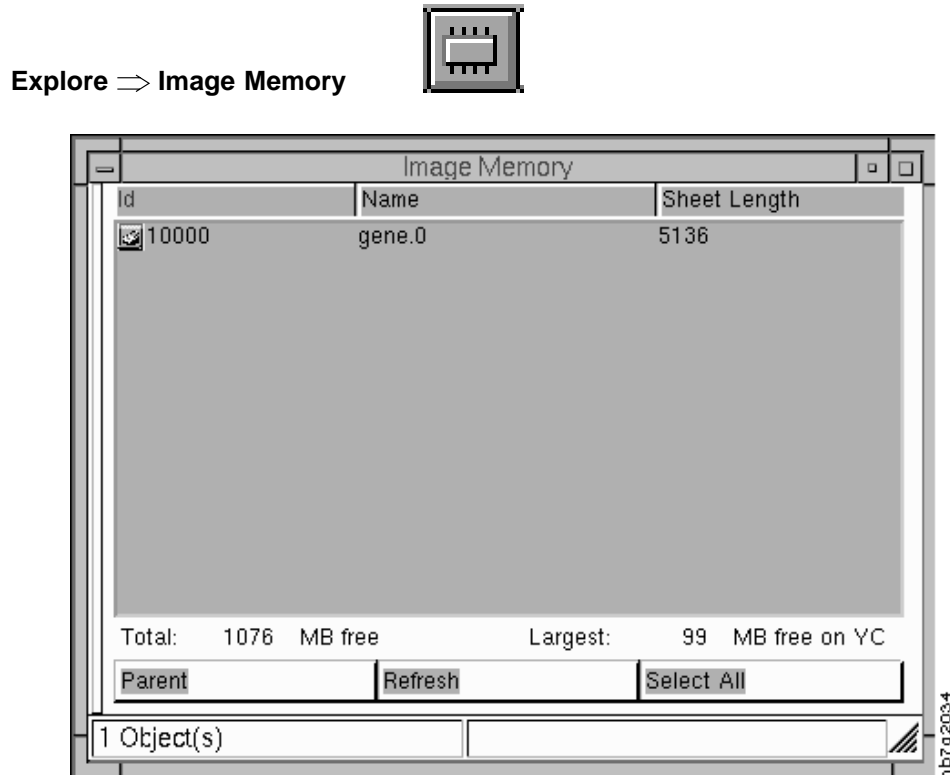 Explore ⇒ Image Memory
Image Memory
Id Name Sheet Length
10000 gene.0 5136
Total: 1076 MB free Largest: 99 MB free on YC
Parent Refresh Select All
1 Object(s)